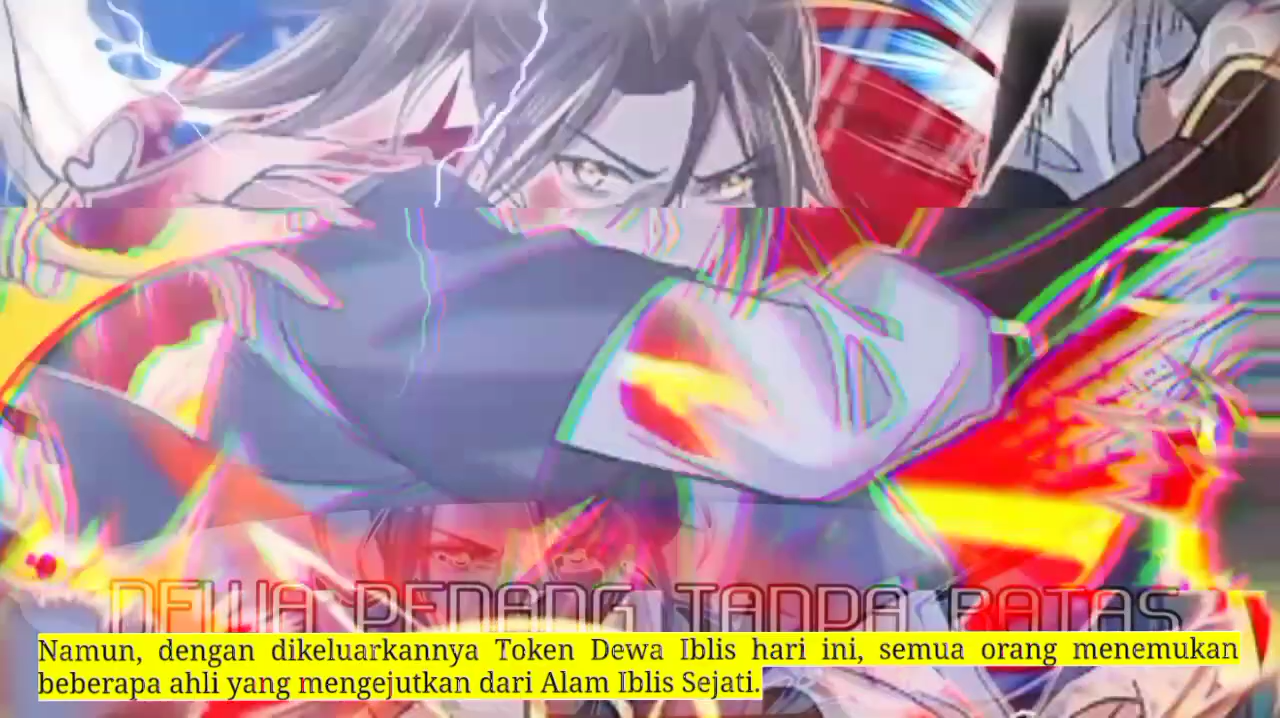 DEWA PEDANG TANPA BATAS
Namun, dengan dikeluarkannya Token Dewa Iblis hari ini, semua orang menemukan
beberapa ahli yang mengejutkan dari Alam Iblis Sejati.